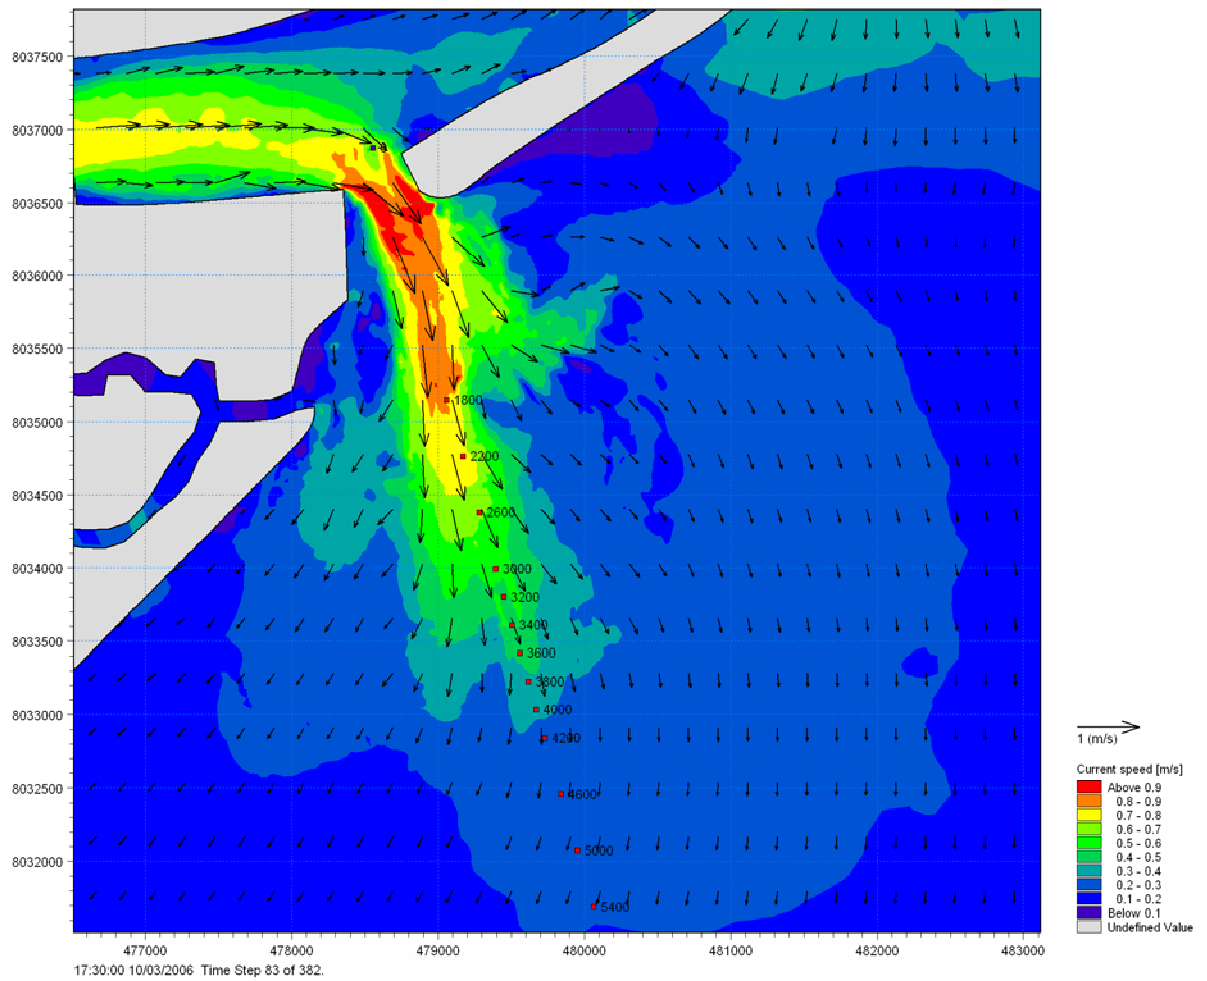 8037500
8037000
8036500
8036000
8035500
1800
8035000
2200
8034500
2600
8034000
3000
3200
3400
8033500
3600
3800
4000
8033000
4200
1 (m/s)
Current speed [m/s]
Above 0.9
8032500
4600
0.8 - 0.9
0.7 - 0.8
0.6 - 0.7
0.5 - 0.6
8032000
5000
0.4 - 0.5
0.3 - 0.4
0.2 - 0.3
0.1 - 0.2
5400
Below 0.1
Undefined Value
477000 478000 479000 480000 481000 482000 483000
17:30:00 10/03/2006 Time Step 83 of 382.